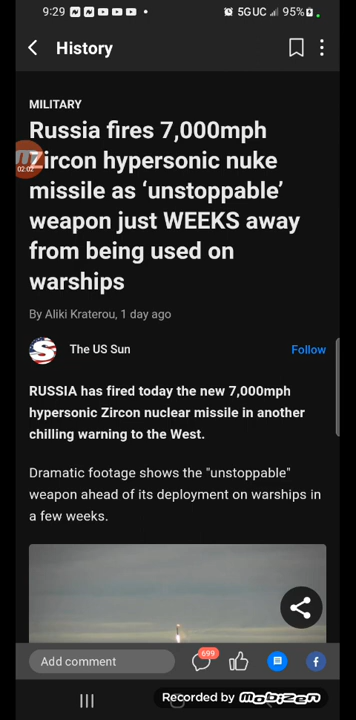 9:29
5GUC 95%
History
MILITARY
Russia fires 7,000mph
Zircon hypersonic nuke
missile as ‘unstoppable’
weapon just WEEKS away
from being used on
warships
02:02
By Aliki Kraterou, 1 day ago
The US Sun
Follow
RUSSIA has fired today the new 7,000mph
hypersonic Zircon nuclear missile in another
chilling warning to the West.
Dramatic footage shows the "unstoppable"
weapon ahead of its deployment on warships in
a few weeks.
Add comment
699
Recorded by mobizen